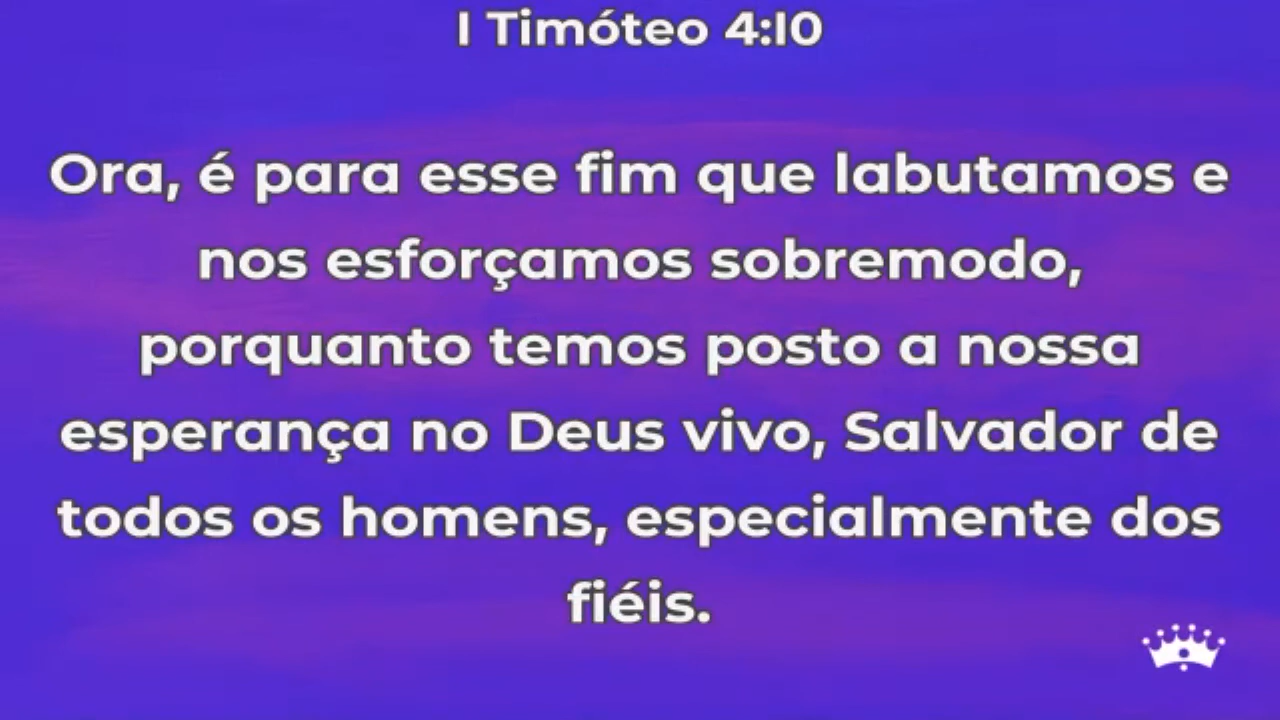 I Timóteo 4:10
Ora, é para esse fim que labutamos e
nos esforçamos sobremodo,
porquanto temos posto a nossa
esperança no Deus vivo, Salvador de
todos os homens, especialmente dos
fiéis.